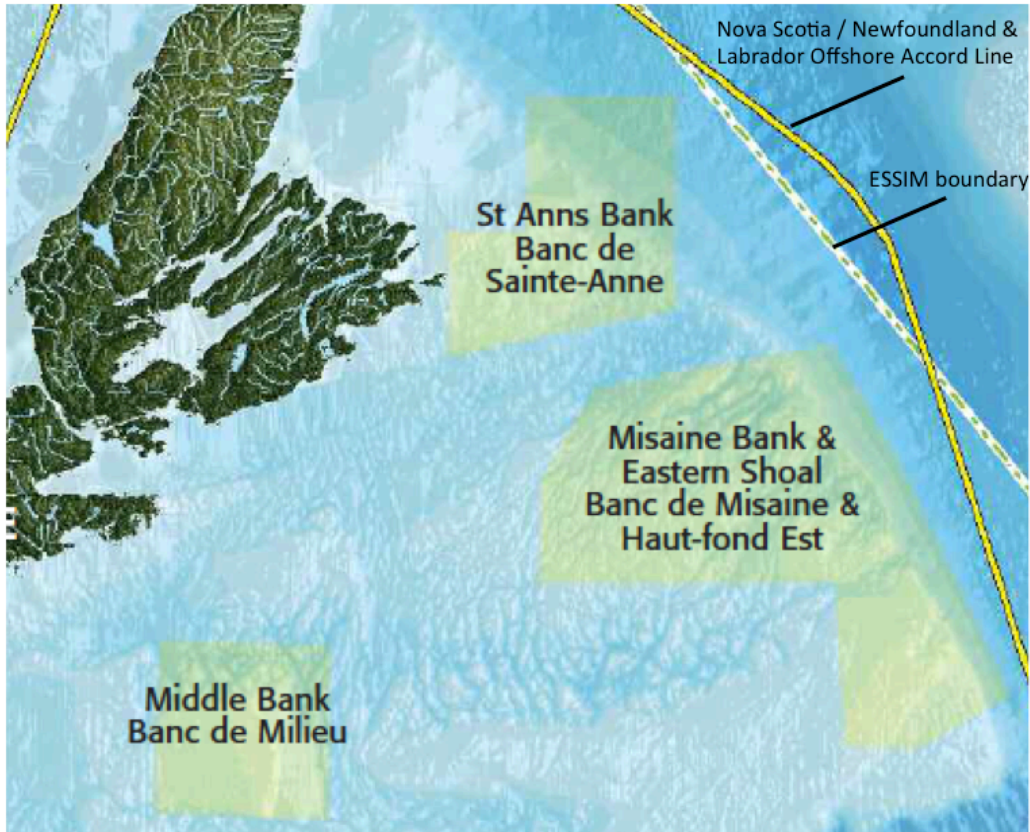 Nova Scotia / Newfoundland &
Labrador Offshore Accord Line
ESSIM boundary
St Anns Bank
Banc de
Sainte-Anne
Misaine Bank &
Eastern Shoal
Banc de Misaine &
Haut-fond Est
E
Middle Bank
Banc de Milieu